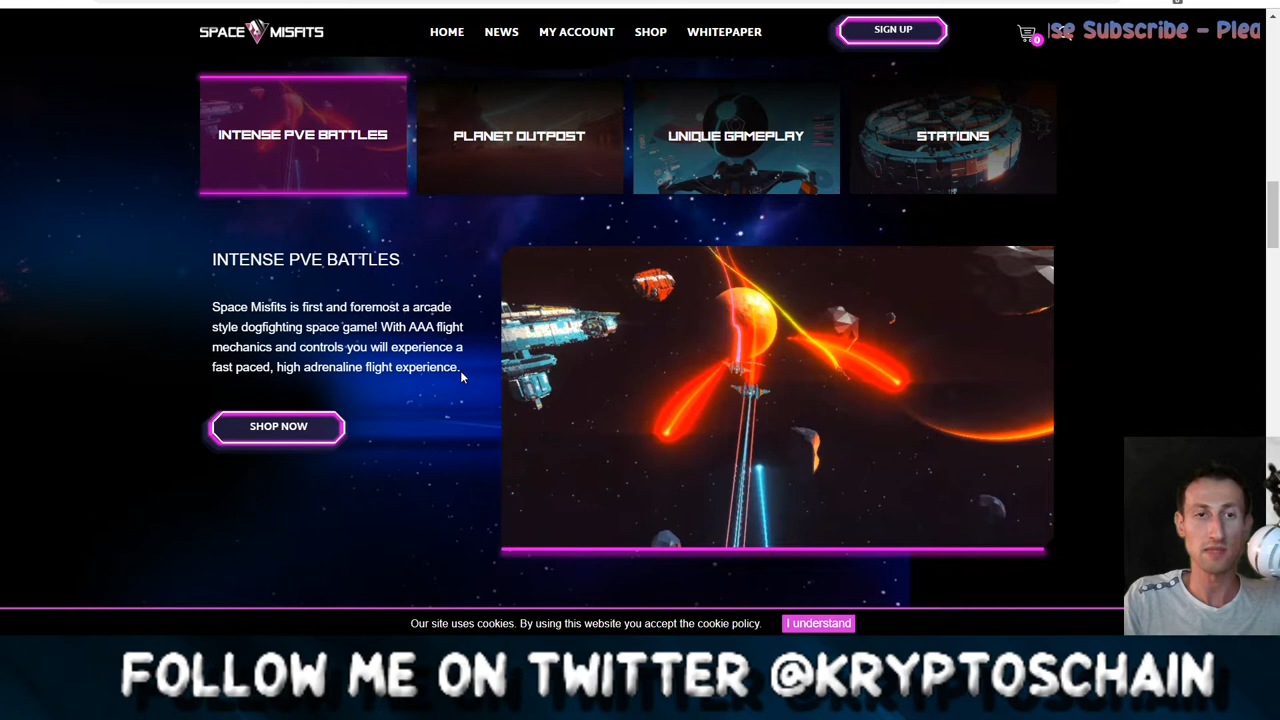 SPACE MISFITS
HOME NEWS MY ACCOUNT SHOP WHITEPAPER
SIGN UP
0
se Subscribe - Plea
INTENSE PVE BATTLES
PLANET OUTPOST
UNIQUE GAMEPLAY
STATIONS
INTENSE PVE BATTLES
Space Misfits is first and foremost a arcade
style dogfighting space game! With AAA flight
mechanics and controls you will experience a
fast paced, high adrenaline flight experience.
SHOP NOW
Our site uses cookies. By using this website you accept the cookie policy.
I understand
FOLLOW ME ON TWITTER @KRYPTOSCHAIN